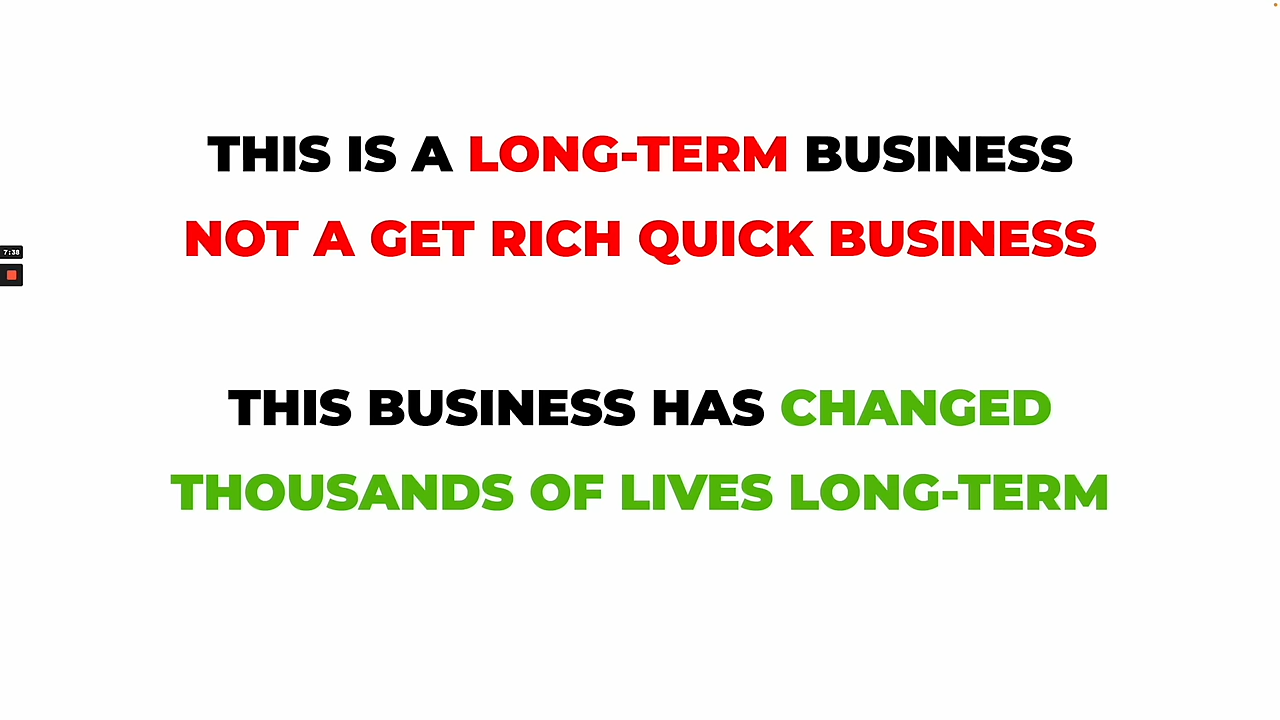 THIS IS A LONG-TERM BUSINESS
NOT A GET RICH QUICK BUSINESS
7:38
THIS BUSINESS HAS CHANGED
THOUSANDS OF LIVES LONG-TERM